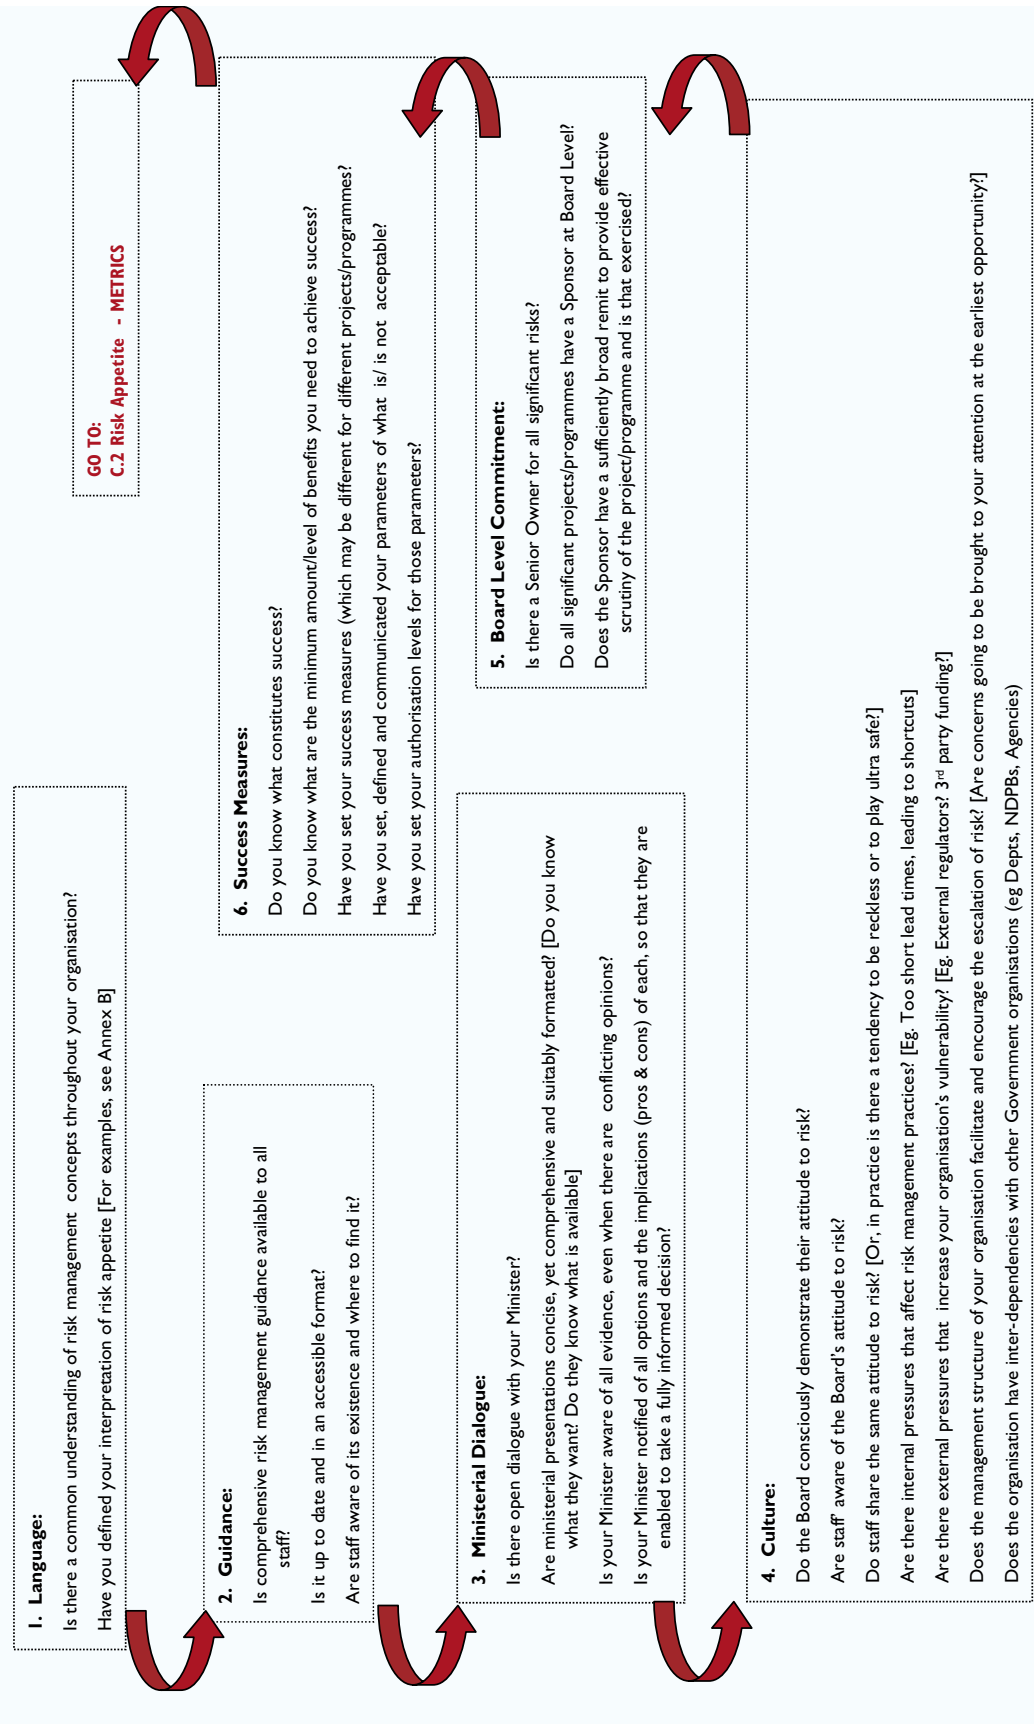 1. Language:
Is there a common understanding of risk management concepts throughout your organisation?
Have you defined your interpretation of risk appetite [For examples, see Annex B]
2. Guidance:
Is comprehensive risk management guidance available to all
staff?
Is it up to date and in an accessible format?
Are staff aware of its existence and where to find it?
3. Ministerial Dialogue:
Is there open dialogue with your Minister?
Are ministerial presentations concise, yet comprehensive and suitably formatted? [Do you know
what they want? Do they know what is available]
Is your Minister aware of all evidence, even when there are conflicting opinions?
Is your Minister notified of all options and the implications (pros & cons) of each, so that they are
enabled to take a fully informed decision?
4. Culture:
Do the Board consciously demonstrate their attitude to risk?
Are staff aware of the Board's attitude to risk?
Do staff share the same attitude to risk? [Or, in practice is there a tendency to be reckless or to play ultra safe?]
Are there internal pressures that affect risk management practices? [Eg. Too short lead times, leading to shortcuts]
Are there external pressures that increase your organisation's vulnerability? [Eg. External regulators? 3rd party funding?]
Does the management structure of your organisation facilitate and encourage the escalation of risk? [Are concerns going to be brought to your attention at the earliest opportunity?]
Does the organisation have inter-dependencies with other Government organisations (eg Depts, NDPBs, Agencies)
5. Board Level Commitment:
Is there a Senior Owner for all significant risks?
Do all significant projects/programmes have a Sponsor at Board Level?
Does the Sponsor have a sufficiently broad remit to provide effective
scrutiny of the project/programme and is that exercised?
6. Success Measures:
Do you know what constitutes success?
Do you know what are the minimum amount/level of benefits you need to achieve success?
Have you set your success measures (which may be different for different projects/programmes?
Have you set, defined and communicated your parameters of what is/ is not acceptable?
Have you set your authorisation levels for those parameters?
GO TO:
C.2 Risk Appetite - METRICS